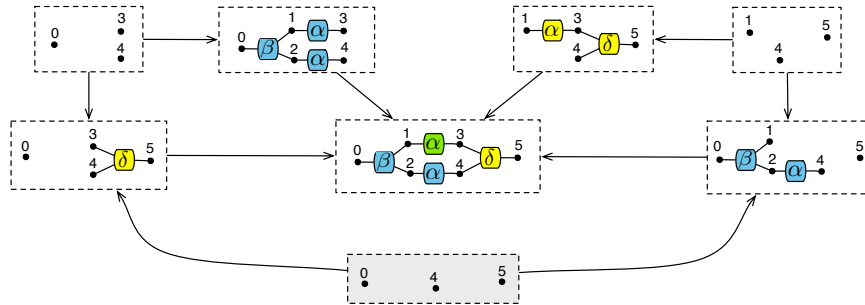 0 3 4
0 β 1 α 3 2 α 4
1 α 3 4 δ 5
1 4 5
0 3 4 δ 5
0 β 1 α 3 2 α 4 δ 5
0 β 1 2 α 4 5
0 4 5